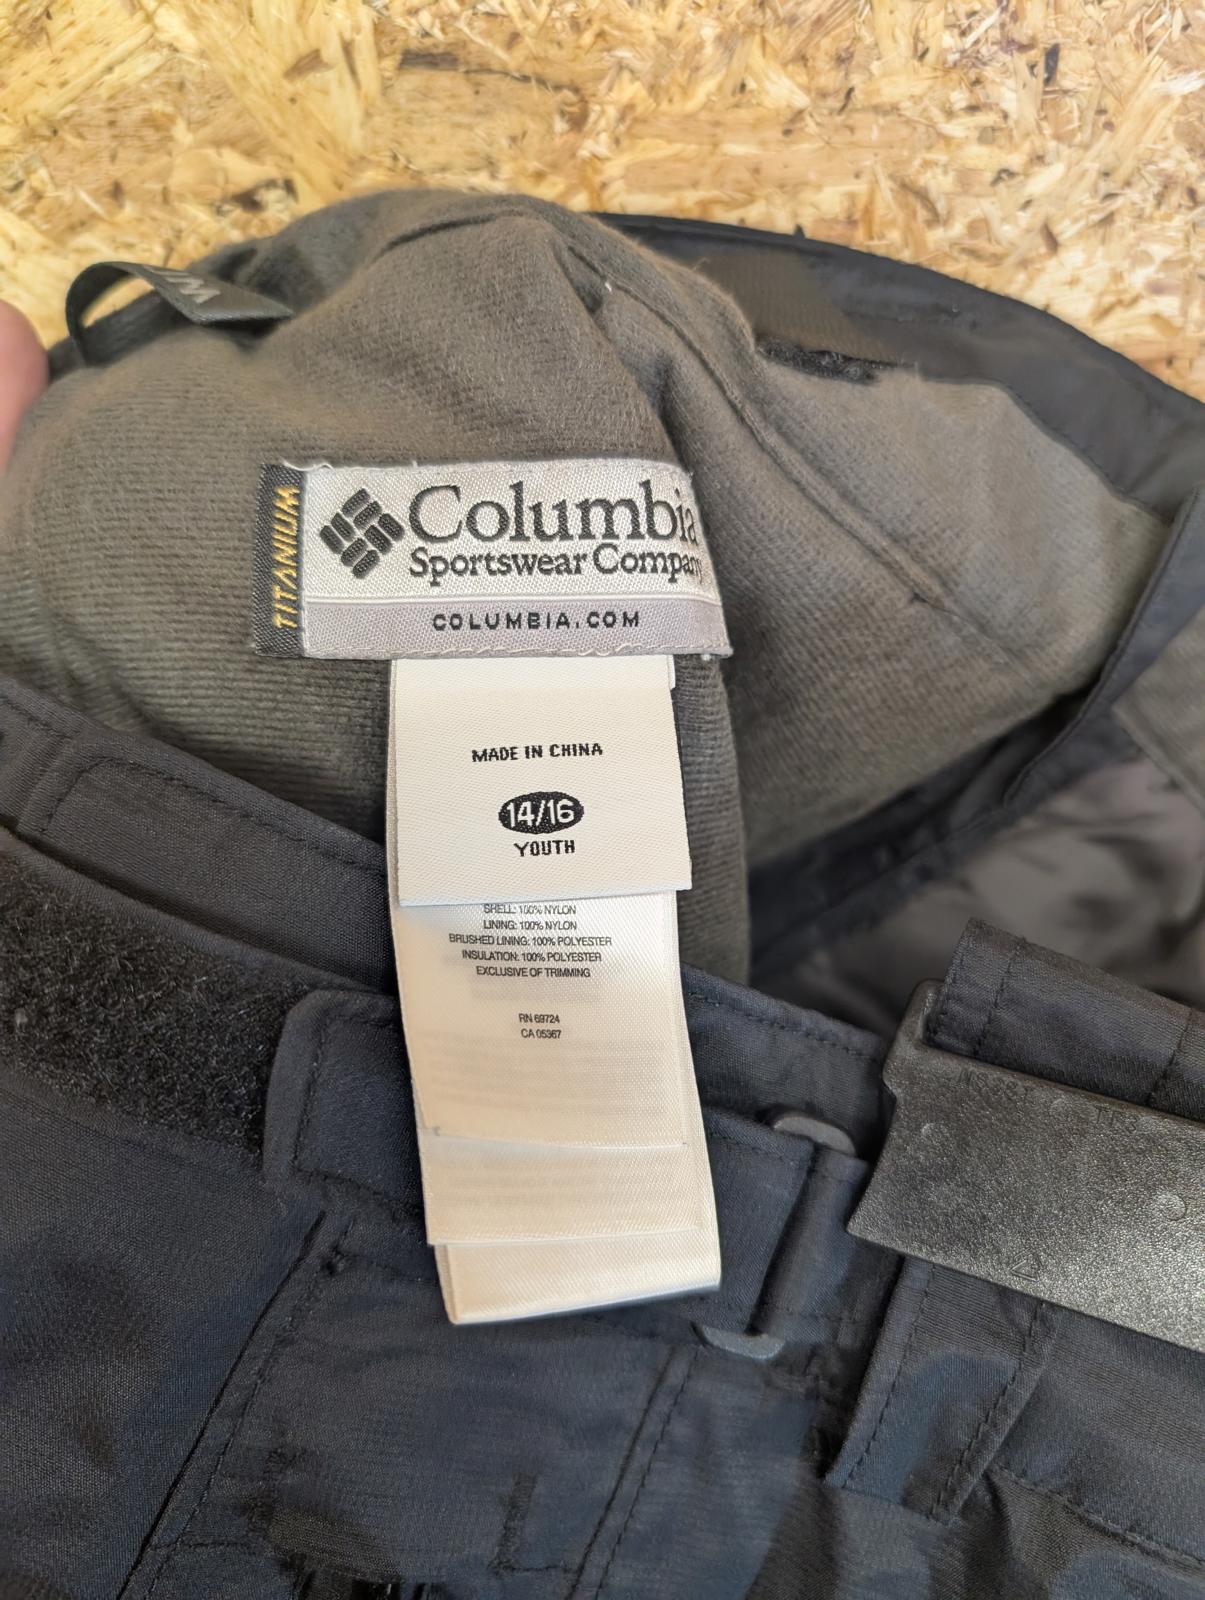 TITANIUM
Columbia
Sportswear Company
COLUMBIA.COM
MADE IN CHINA
14/16
YOUTH
SHELL: 100% NYLON
LINING: 100% NYLON
BRUSHED LINING: 100% POLYESTER
INSULATION: 100% POLYESTER
EXCLUSIVE OF TRIMMING
RN 69724
CA 05367